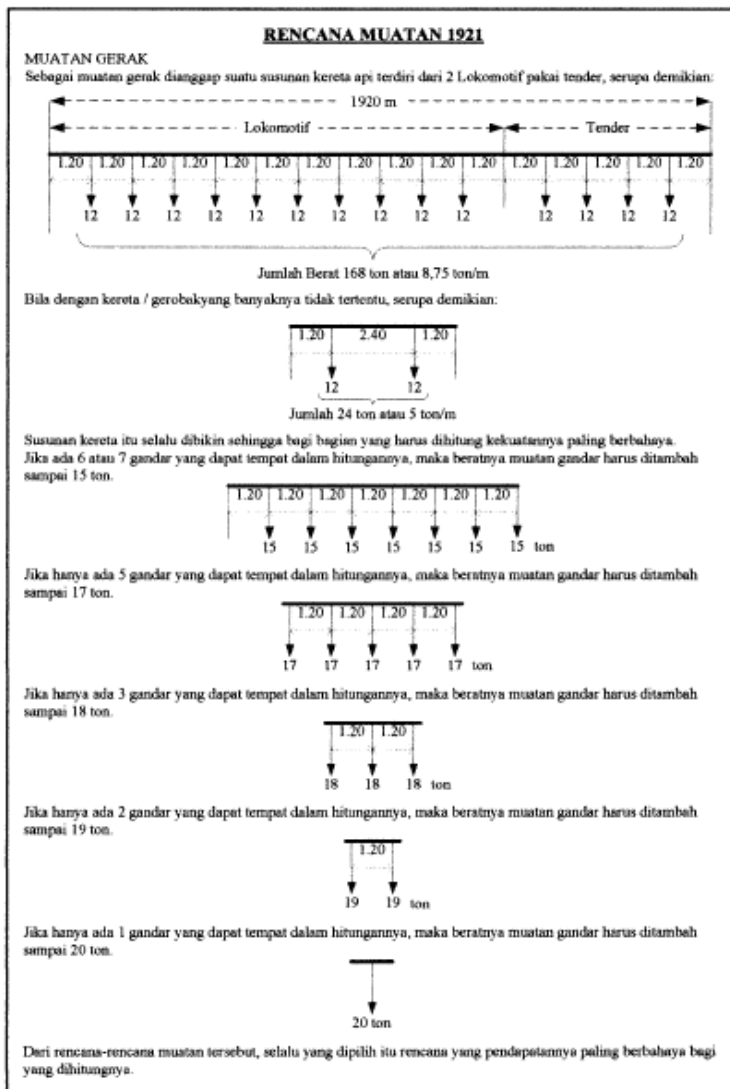 RENCANA MUATAN 1921
MUATAN GERAK
Sebagai muatan gerak dianggap suatu susunan kereta api terdiri dari 2 Lokomotif pakai tender, serupa demikian:
1920 m
Lokomotif Tender
1.20 1.20 1.20 1.20 1.20 1.20 1.20 1.20 1.20 1.20 1.20 1.20 1.20 1.20 1.20 1.20
12 12 12 12 12 12 12 12 12 12 12 12 12 12
Jumlah Berat 168 ton atau 8,75 ton/m
Bila dengan kereta / gerobakyang banyaknya tidak tertentu, serupa demikian:
1.20 2.40 1.20
12 12
Jumlah 24 ton atau 5 ton/m
Susunan kereta itu selalu dibikin sehingga bagi bagian yang harus dihitung kekuatannya paling berbahaya.
Jika ada 6 atau 7 gandar yang dapat tempat dalam hitungannya, maka beratnya muatan gandar harus ditambah
sampai 15 ton.
1.20 1.20 1.20 1.20 1.20 1.20 1.20
15 15 15 15 15 15 15 ton
Jika hanya ada 5 gandar yang dapat tempat dalam hitungannya, maka beratnya muatan gandar harus ditambah
sampai 17 ton.
1.20 1.20 1.20 1.20
17 17 17 17 17 ton
Jika hanya ada 3 gandar yang dapat tempat dalam hitungannya, maka beratnya muatan gandar harus ditambah
sampai 18 ton.
1.20 1.20
18 18 18 ton
Jika hanya ada 2 gandar yang dapat tempat dalam hitungannya, maka beratnya muatan gandar harus ditambah
sampai 19 ton.
1.20
19 19 ton
Jika hanya ada 1 gandar yang dapat tempat dalam hitungannya, maka beratnya muatan gandar harus ditambah
sampai 20 ton.
20 ton
Dari rencana-rencana muatan tersebut, selalu yang dipilih itu rencana yang pendapatannya paling berbahaya bagi
yang dihitungnya.